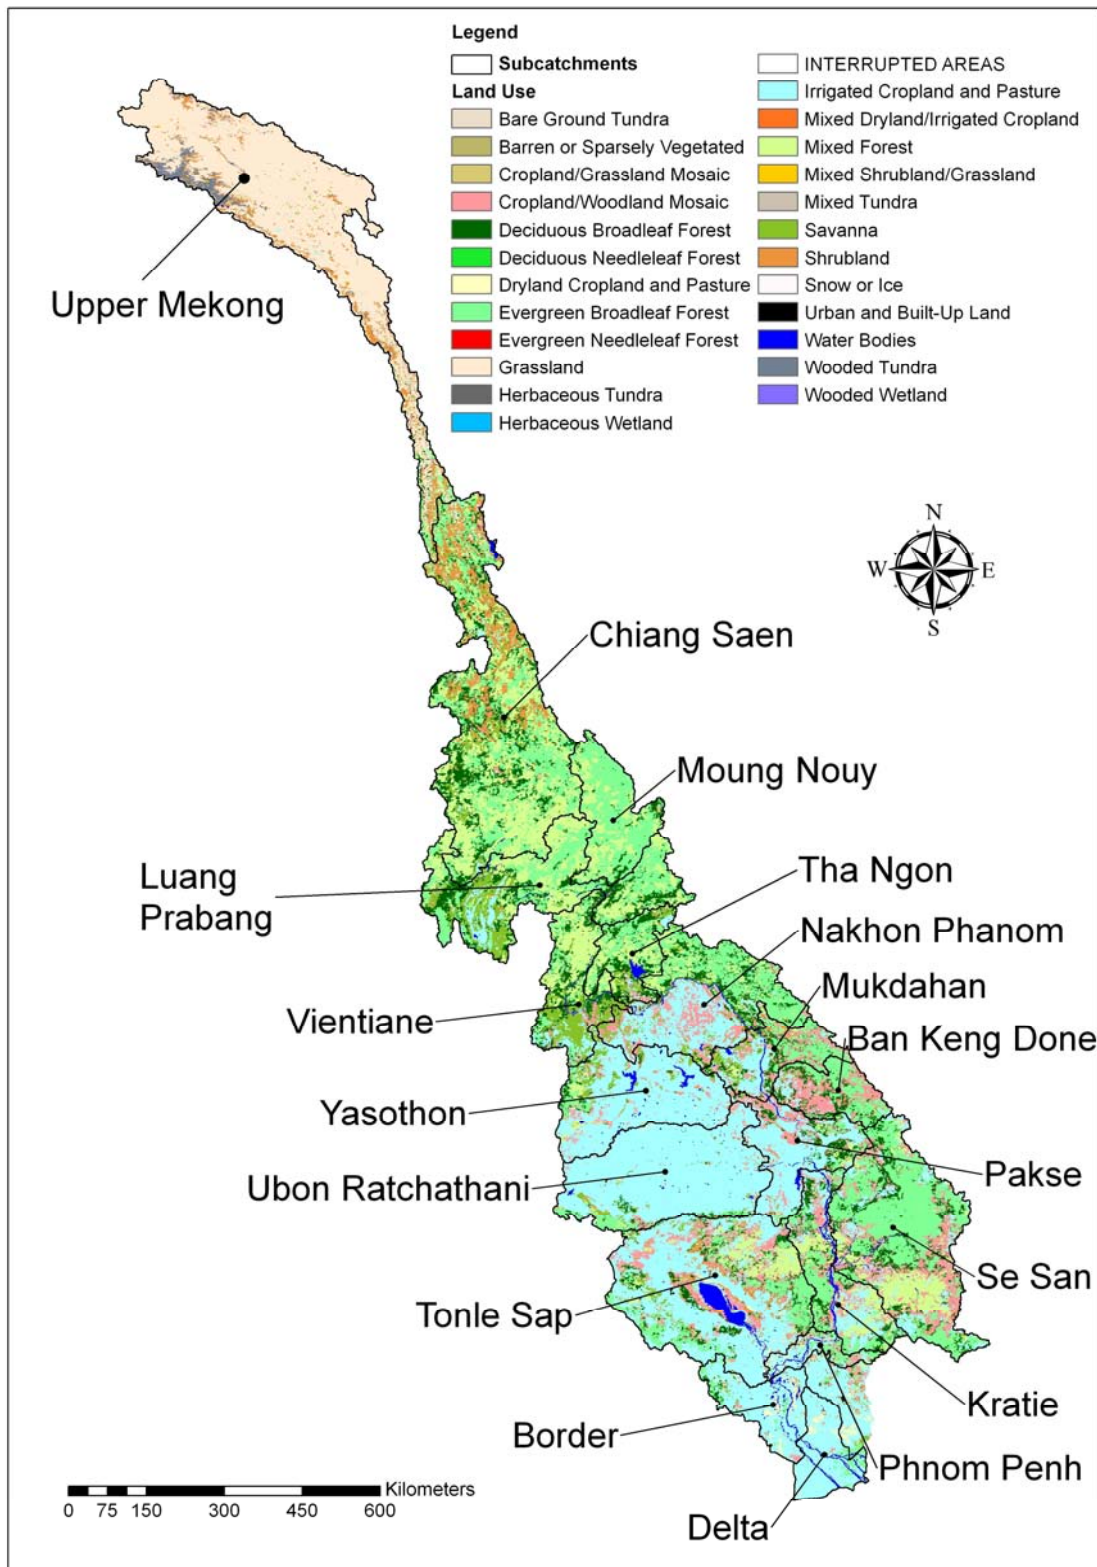 Legend
Subcatchments
Land Use
Bare Ground Tundra
Barren or Sparsely Vegetated
Cropland/Grassland Mosaic
Cropland/Woodland Mosaic
Deciduous Broadleaf Forest
Deciduous Needleleaf Forest
Dryland Cropland and Pasture
Evergreen Broadleaf Forest
Evergreen Needleleaf Forest
Grassland
Herbaceous Tundra
Herbaceous Wetland
INTERRUPTED AREAS
Irrigated Cropland and Pasture
Mixed Dryland/Irrigated Cropland
Mixed Forest
Mixed Shrubland/Grassland
Mixed Tundra
Savanna
Shrubland
Snow or Ice
Urban and Built-Up Land
Water Bodies
Wooded Tundra
Wooded Wetland
Upper Mekong
N
W E
S
Chiang Saen
Moung Nouy
Luang
Prabang
Tha Ngon
Nakhon Phanom
Mukdahan
Vientiane
Ban Keng Done
Yasothon
Pakse
Ubon Ratchathani
Se San
Tonle Sap
Kratie
Border
Phnom Penh
Delta
Kilometers
0 75 150 300 450 600